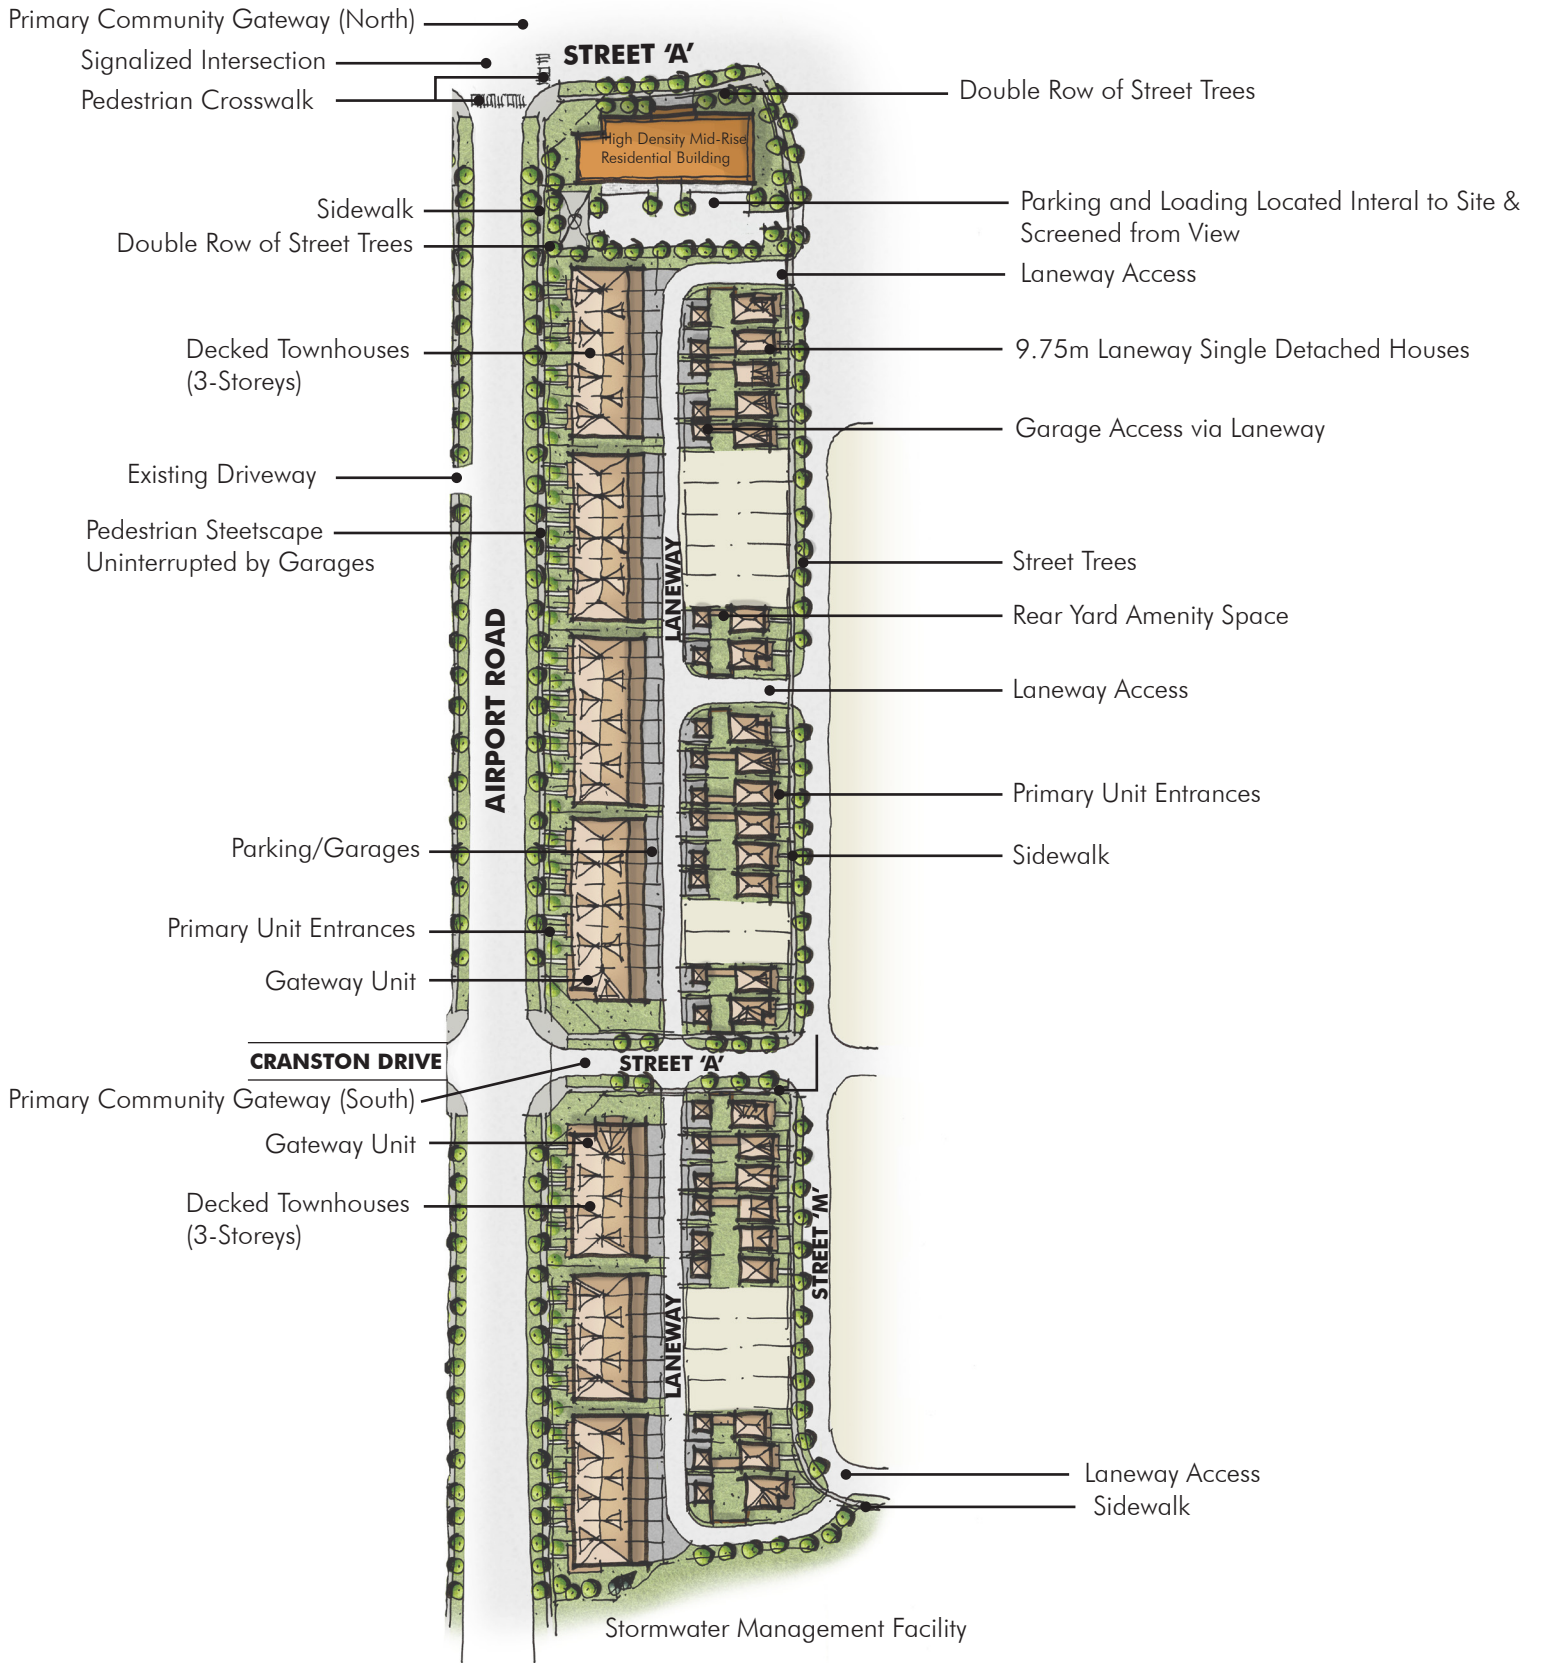 Primary Community Gateway (North)
Signalized Intersection
Pedestrian Crosswalk
STREET 'A'
Double Row of Street Trees
High Density Mid-Rise
Residential Building
Sidewalk
Double Row of Street Trees
Parking and Loading Located Interal to Site &
Screened from View
Laneway Access
Decked Townhouses
(3-Storeys)
9.75m Laneway Single Detached Houses
Garage Access via Laneway
Existing Driveway
Pedestrian Steetscape
Uninterrupted by Garages
LANEWAY
Street Trees
Rear Yard Amenity Space
AIRPORT ROAD
Laneway Access
Primary Unit Entrances
Parking/Garages
Sidewalk
Primary Unit Entrances
Gateway Unit
CRANSTON DRIVE
STREET 'A'
Primary Community Gateway (South)
Gateway Unit
Decked Townhouses
(3-Storeys)
STREET 'M'
LANEWAY
Laneway Access
Sidewalk
Stormwater Management Facility